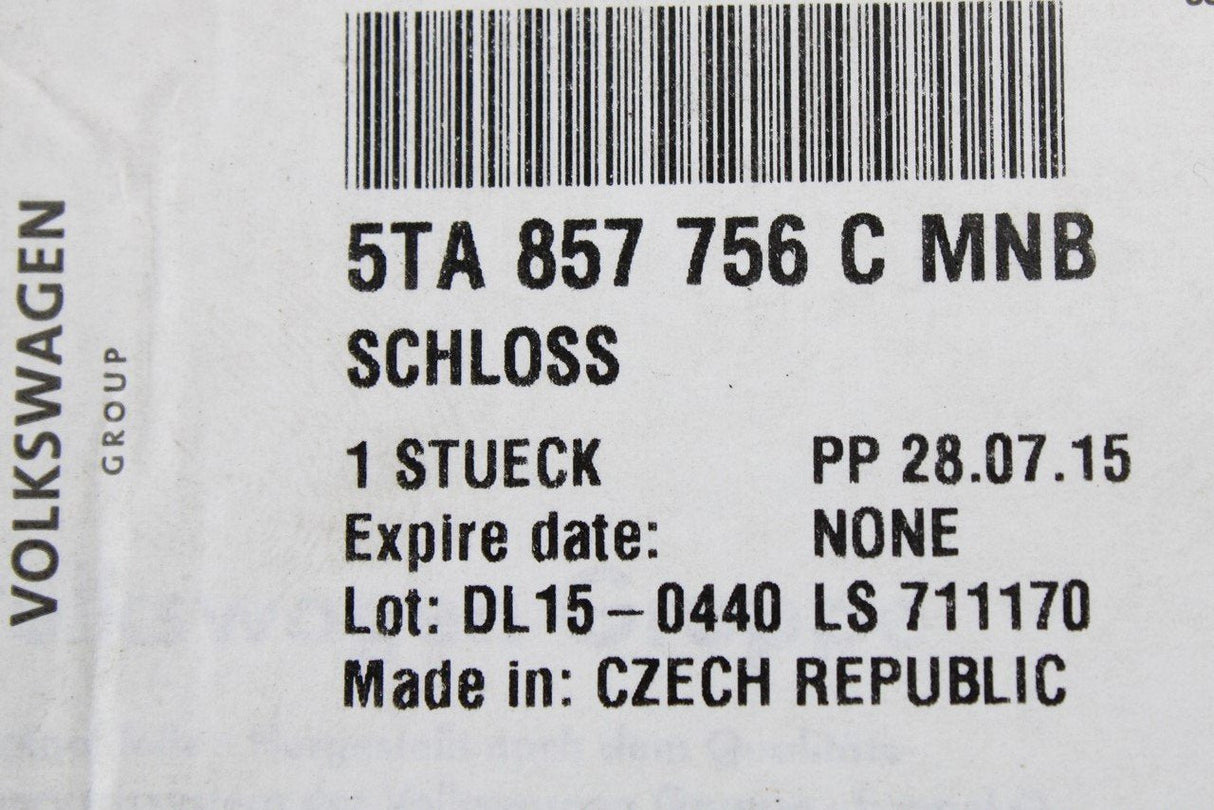 VOLKSWAGEN
GROUP
5TA 857 756 C MNB
SCHLOSS
1 STUECK PP 28.07.15
Expire date: NONE
Lot: DL15-0440 LS 711170
Made in: CZECH REPUBLIC